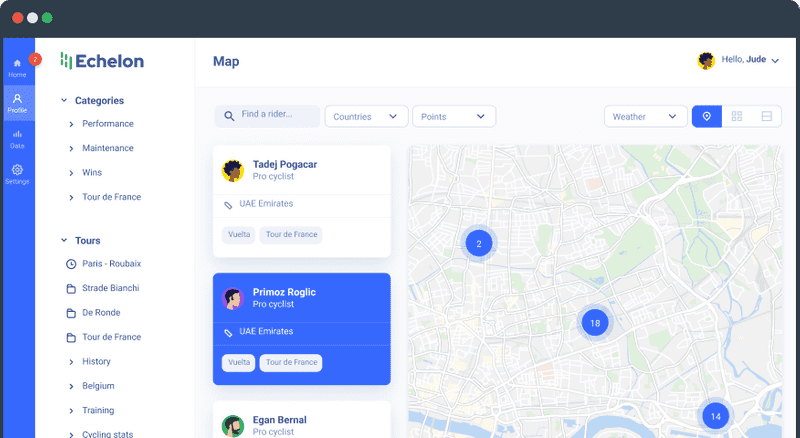 Home
2
Profile
Data
Settings
Echelon
Categories
Performance
Maintenance
Wins
Tour de France
Tours
Paris - Roubaix
Strade Bianchi
De Ronde
Tour de France
History
Belgium
Training
Cycling stats
Map
Hello, Jude
Find a rider...
Countries
Points
Weather
Tadej Pogacar
Pro cyclist
UAE Emirates
Vuelta
Tour de France
Primoz Roglic
Pro cyclist
UAE Emirates
Vuelta
Tour de France
Egan Bernal
Pro cyclist
2
18
14